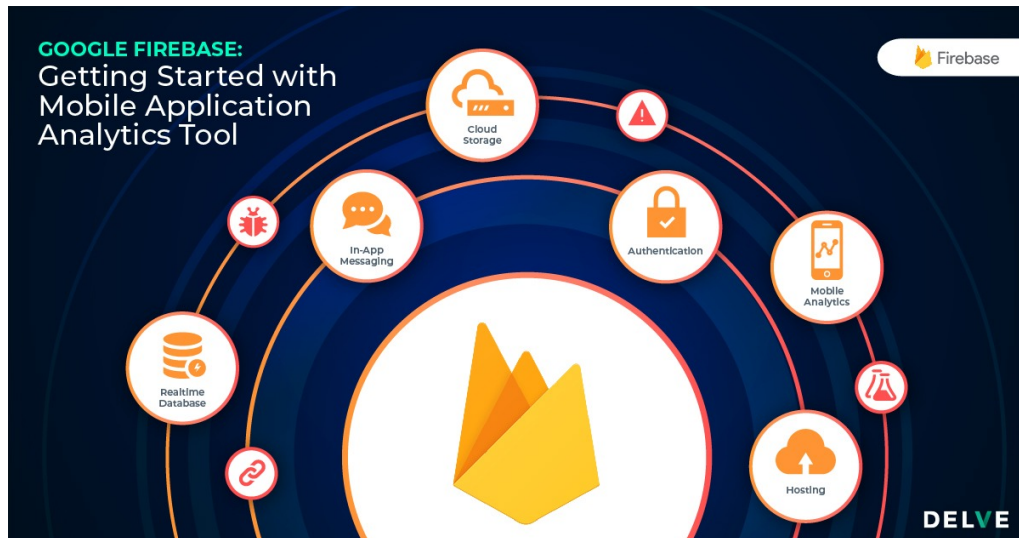 GOOGLE FIREBASE:
Getting Started with
Mobile Application
Analytics Tool
Firebase
Cloud
Storage
In-App
Messaging
Authentication
Mobile
Analytics
Realtime
Database
Hosting
DELVE